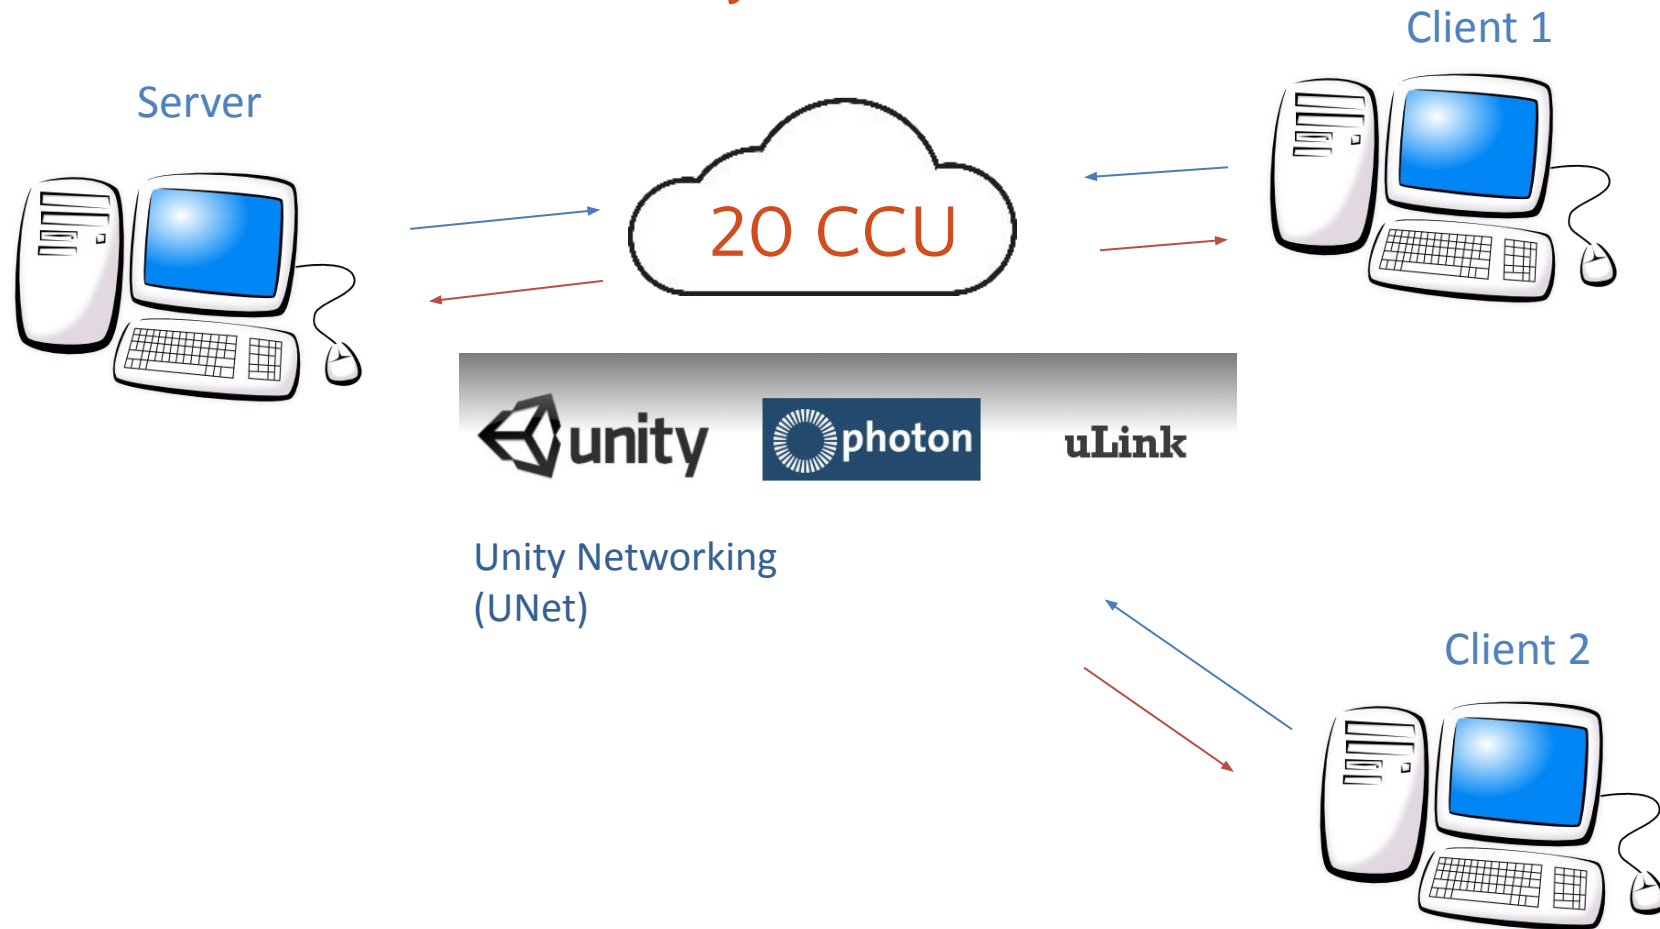 Client 1
Server
20 CCU
unity
photon
uLink
Unity Networking
(UNet)
Client 2